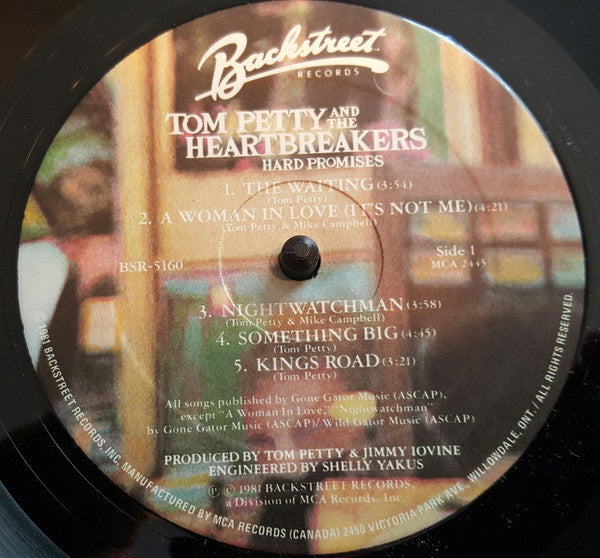 Backstreet
RECORDS
TOM PETTY AND THE
HEARTBREAKERS
HARD PROMISES
1. THE WAITING (3:54)
(Tom Petty)
2. A WOMAN IN LOVE (IT'S NOT ME) (4:21)
(Tom Petty & Mike Campbell)
BSR-5160
Side 1
MCA 2445
3. NIGHTWATCHMAN (3:58)
(Tom Petty & Mike Campbell)
4. SOMETHING BIG (4:45)
(Tom Petty)
5. KINGS ROAD (3:21)
(Tom Petty)
All songs published by Gone Gator Music (ASCAP)
except "A Woman In Love," "Nightwatchman"
by Gone Gator Music (ASCAP)/ Wild Gator Music (ASCAP)
PRODUCED BY TOM PETTY & JIMMY IOVINE
ENGINEERED BY SHELLY YAKUS
℗ © 1981 BACKSTREET RECORDS,
a Division of MCA Records, Inc.
© 1981 BACKSTREET RECORDS, INC. MANUFACTURED BY MCA RECORDS (CANADA) 2450 VICTORIA PARK AVE. WILLOWDALE, ONT. / ALL RIGHTS RESERVED.